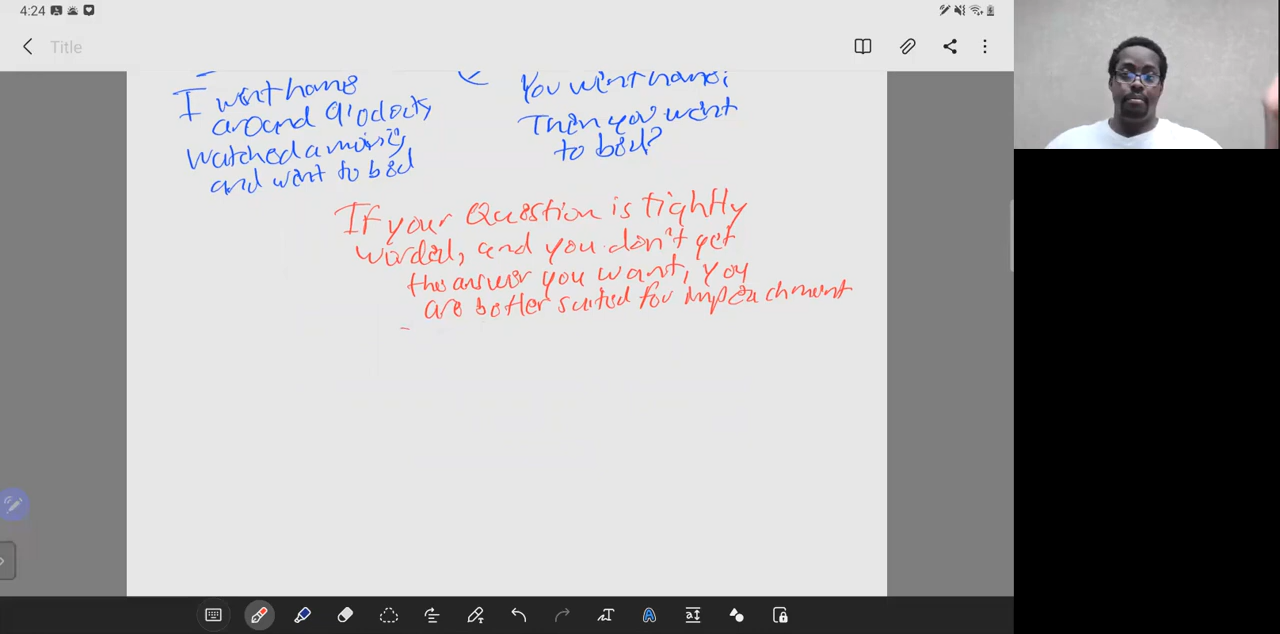 4:24
Title
I went home
around 9 o'clock,
watched a movie,
and went to bed
You went home?
Then you went
to bed?
If your Question is tightly
worded, and you don't get
the answer you want, you
are better suited for impeachment